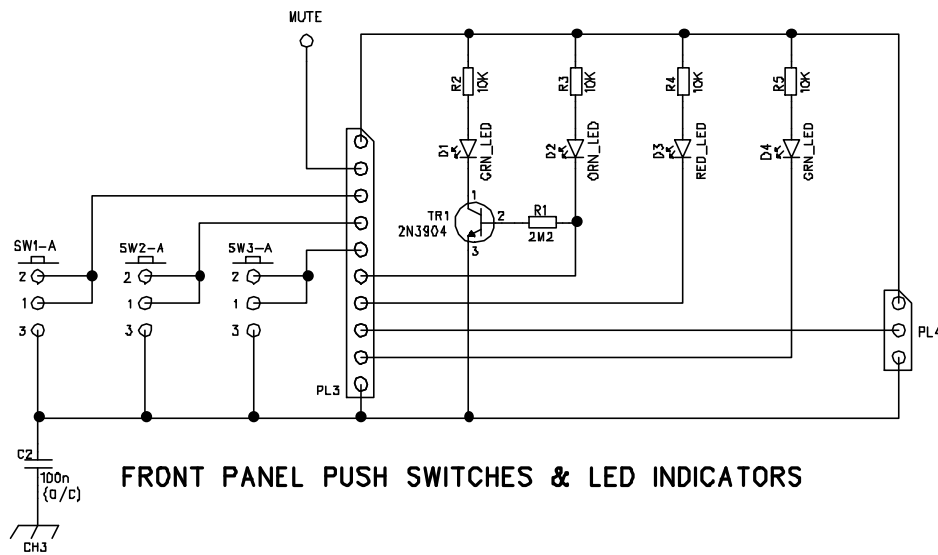 MUTE
R2
10K
R3
10K
R4
10K
R5
10K
D1
GRN_LED
D2
ORN_LED
D3
RED_LED
D4
GRN_LED
TR1
2N3904
1
2
3
R1
2M2
SW1-A
2
1
3
SW2-A
2
1
3
SW3-A
2
1
3
PL3
PL4
C2
100n
(O/C)
CH3
FRONT PANEL PUSH SWITCHES & LED INDICATORS